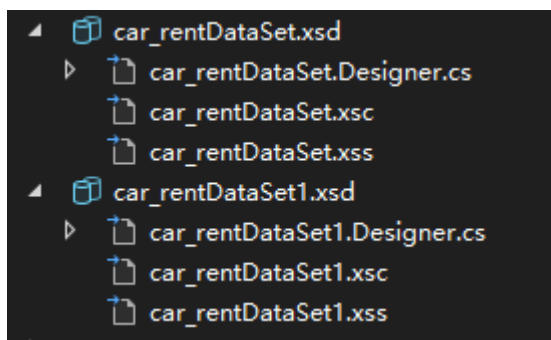 car_rentDataSet.xsd
car_rentDataSet.Designer.cs
car_rentDataSet.xsc
car_rentDataSet.xss
car_rentDataSet1.xsd
car_rentDataSet1.Designer.cs
car_rentDataSet1.xsc
car_rentDataSet1.xss